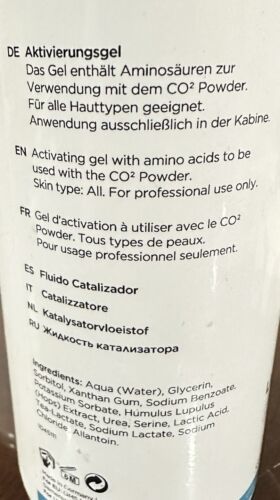 DE Aktivierungsgel
Das Gel enthält Aminosäuren zur
Verwendung mit dem CO² Powder.
Für alle Hauttypen geeignet.
Anwendung ausschließlich in der Kabine.
EN Activating gel with amino acids to be
used with the CO² Powder.
Skin type: All. For professional use only.
FR Gel d'activation à utiliser avec le CO²
Powder. Tous types de peaux.
Pour usage professionnel seulement.
ES Fluido Catalizador
IT Catalizzatore
NL Katalysatorvloeistof
RU Жидкость катализатора
Ingredients: Aqua (Water), Glycerin,
Sorbitol, Xanthan Gum, Sodium Benzoate,
Potassium Sorbate, Humulus Lupulus
(Hops) Extract, Urea, Serine, Lactic Acid,
Tea-Lactate, Sodium Lactate, Sodium
Chloride Allantoin.
6M